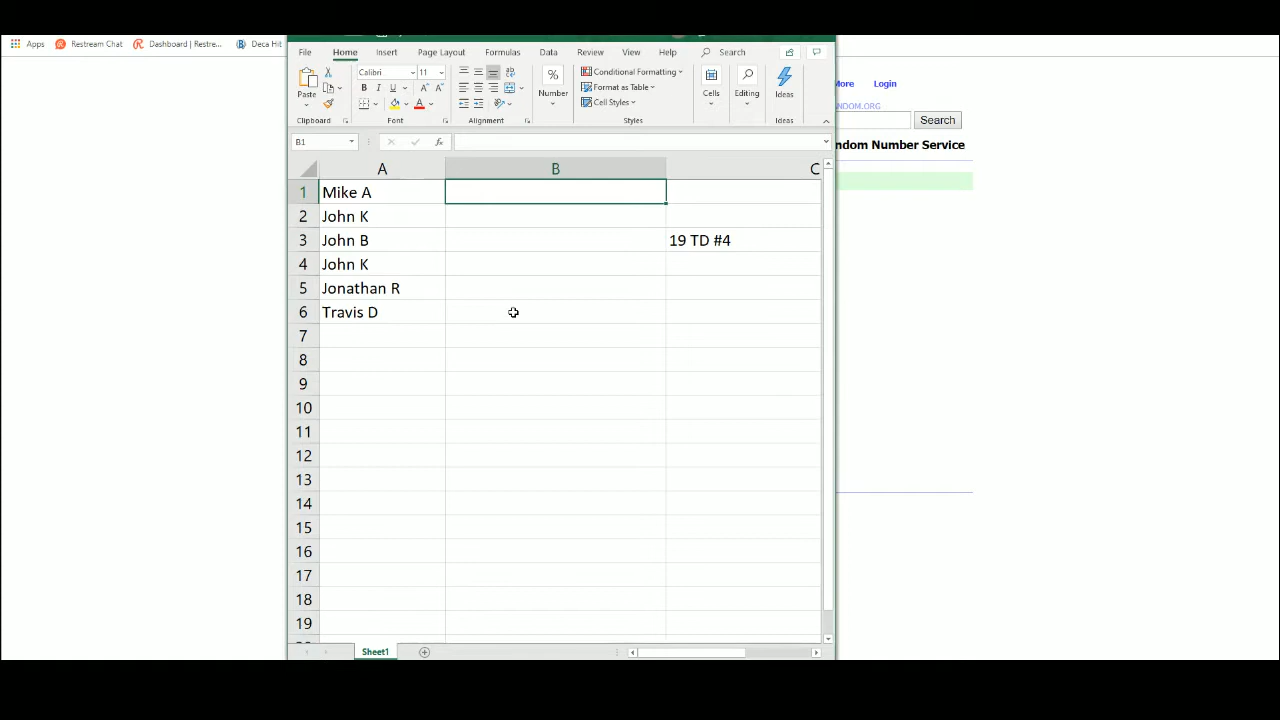 Apps Restream Chat Dashboard | Restre... Deca Hit
File Home Insert Page Layout Formulas Data Review View Help Search
Calibri 11
Paste B I U A A
Conditional Formatting
Format as Table
Cell Styles
Number Cells Editing Ideas
Clipboard Font Alignment Styles Ideas
B1 fx
A B C
1 Mike A
2 John K
3 John B 19 TD #4
4 John K
5 Jonathan R
6 Travis D
7
8
9
10
11
12
13
14
15
16
17
18
19
Sheet1
More Login
NDOM.ORG
Search
ndom Number Service